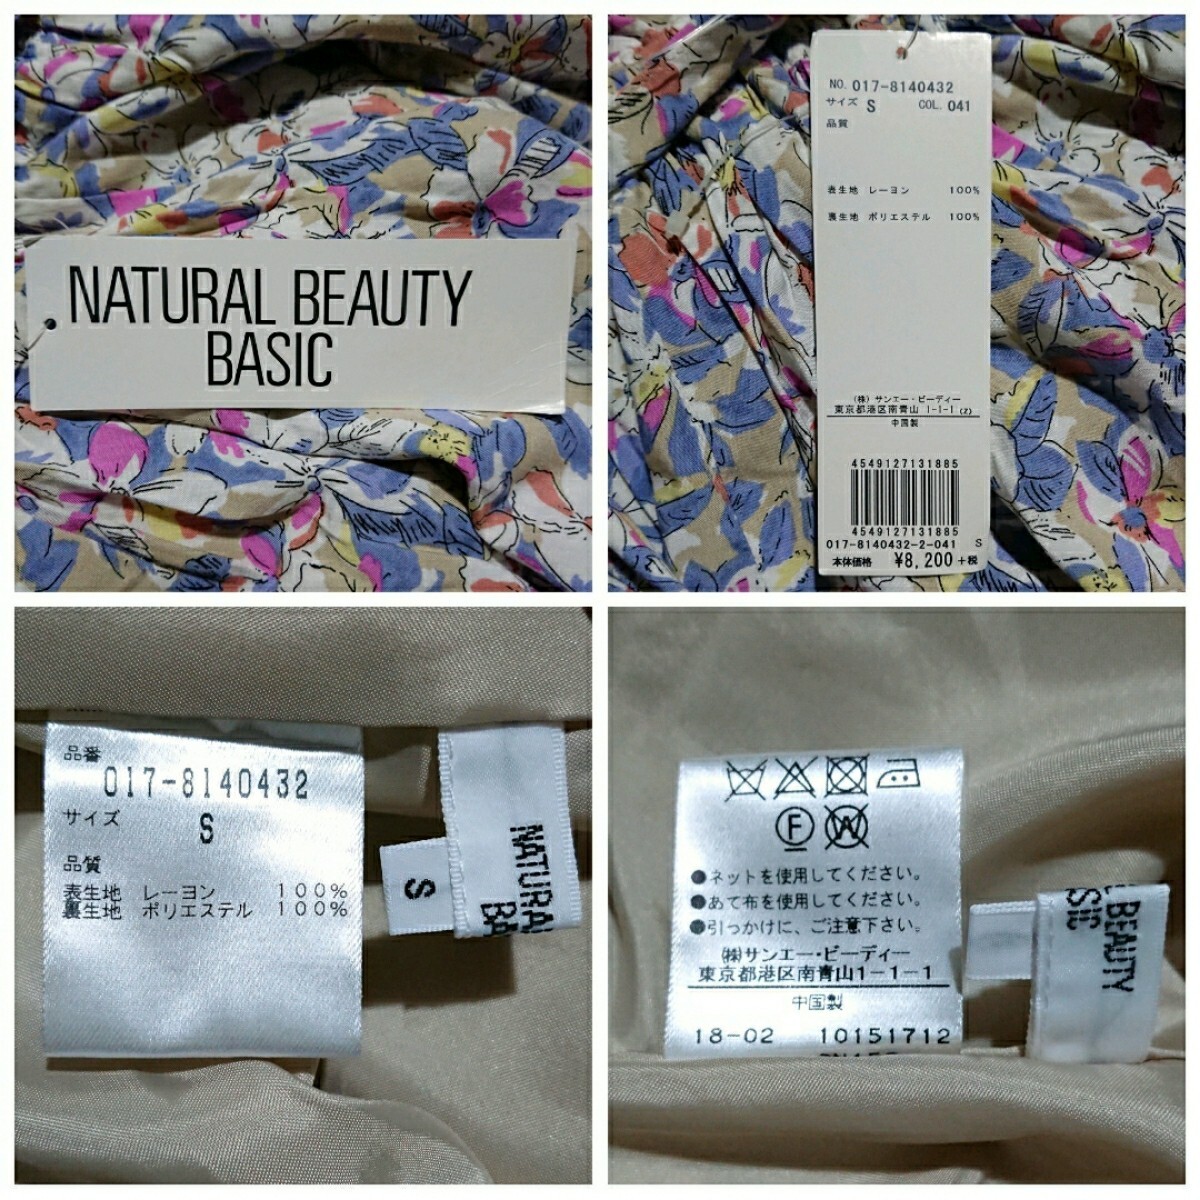 NATURAL BEAUTY
BASIC
NO. 017-8140432
サイズ S COL. 041
品質
表生地 レーヨン 100%
裏生地 ポリエステル 100%
(株) サンエー・ビーディー
東京都港区南青山 1-1-1 (Z)
中国製
4549127131885
4549127131885
017-8140432-2-041 S
本体価格 ¥8,200 +税
品番
017-8140432
サイズ
S
品質
表生地 レーヨン 100%
裏生地 ポリエステル 100%
S
NATURAL
F W
●ネットを使用してください。
●あて布を使用してください。
●引っかけに、ご注意下さい。
(株)サンエー・ビーディー
東京都港区南青山1-1-1
中国製
18-02 10151712
BEAUTY
SIC